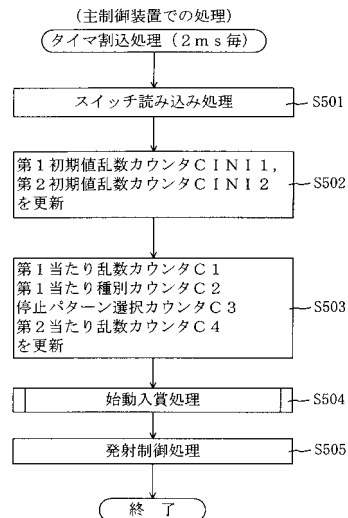 (主制御装置での処理)
タイマ割込処理(2ms毎)
スイッチ読み込み処理
S501
第1初期値乱数カウンタCINI1,
第2初期値乱数カウンタCINI2
を更新
S502
第1当たり乱数カウンタC1
第1当たり種別カウンタC2
停止パターン選択カウンタC3
第2当たり乱数カウンタC4
を更新
S503
始動入賞処理
S504
発射制御処理
S505
終 了